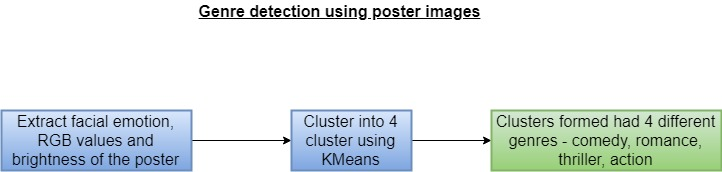 Genre detection using poster images
Extract facial emotion,
RGB values and
brightness of the poster
Cluster into 4
cluster using
KMeans
Clusters formed had 4 different
genres - comedy, romance,
thriller, action